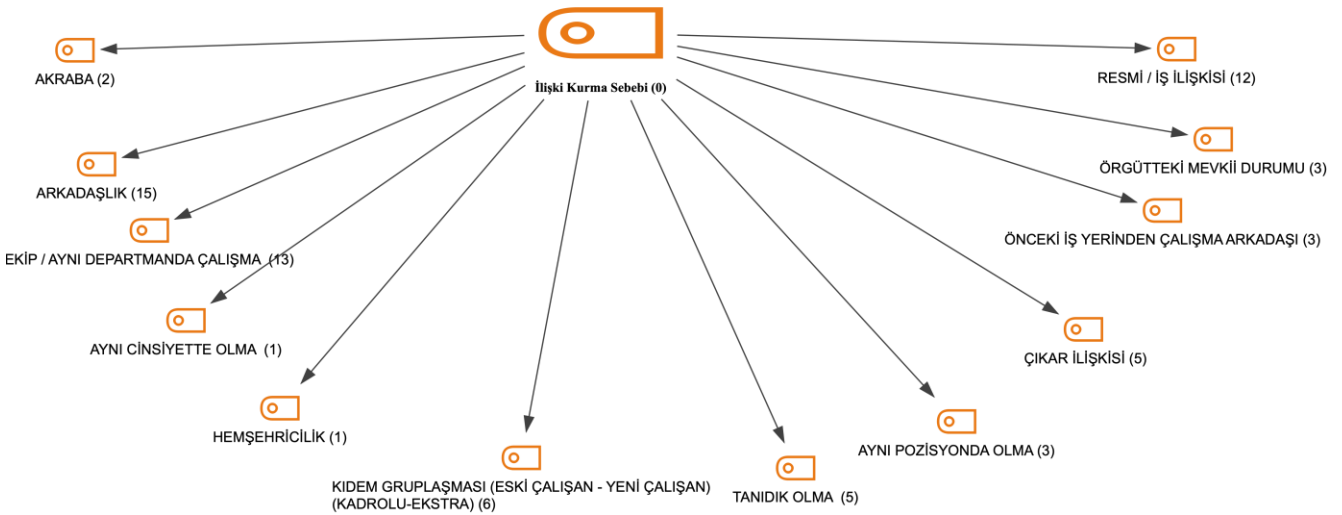 İlişki Kurma Sebebi (0)
AKRABA (2)
RESMİ / İŞ İLİŞKİSİ (12)
ÖRGÜTTEKİ MEVKİİ DURUMU (3)
ARKADAŞLIK (15)
ÖNCEKİ İŞ YERİNDEN ÇALIŞMA ARKADAŞI (3)
EKİP / AYNI DEPARTMANDA ÇALIŞMA (13)
AYNI CİNSİYETTE OLMA (1)
ÇIKAR İLİŞKİSİ (5)
HEMŞEHRİCİLİK (1)
AYNI POZİSYONDA OLMA (3)
KIDEM GRUPLAŞMASI (ESKİ ÇALIŞAN - YENİ ÇALIŞAN)
(KADROLU-EKSTRA) (6)
TANIDIK OLMA (5)